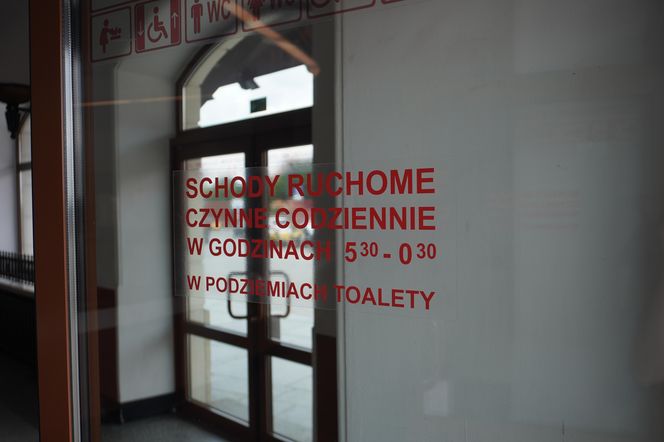 WC
SCHODY RUCHOME
CZYNNE CODZIENNIE
W GODZINACH 5³⁰ - 0³⁰
W PODZIEMIACH TOALETY